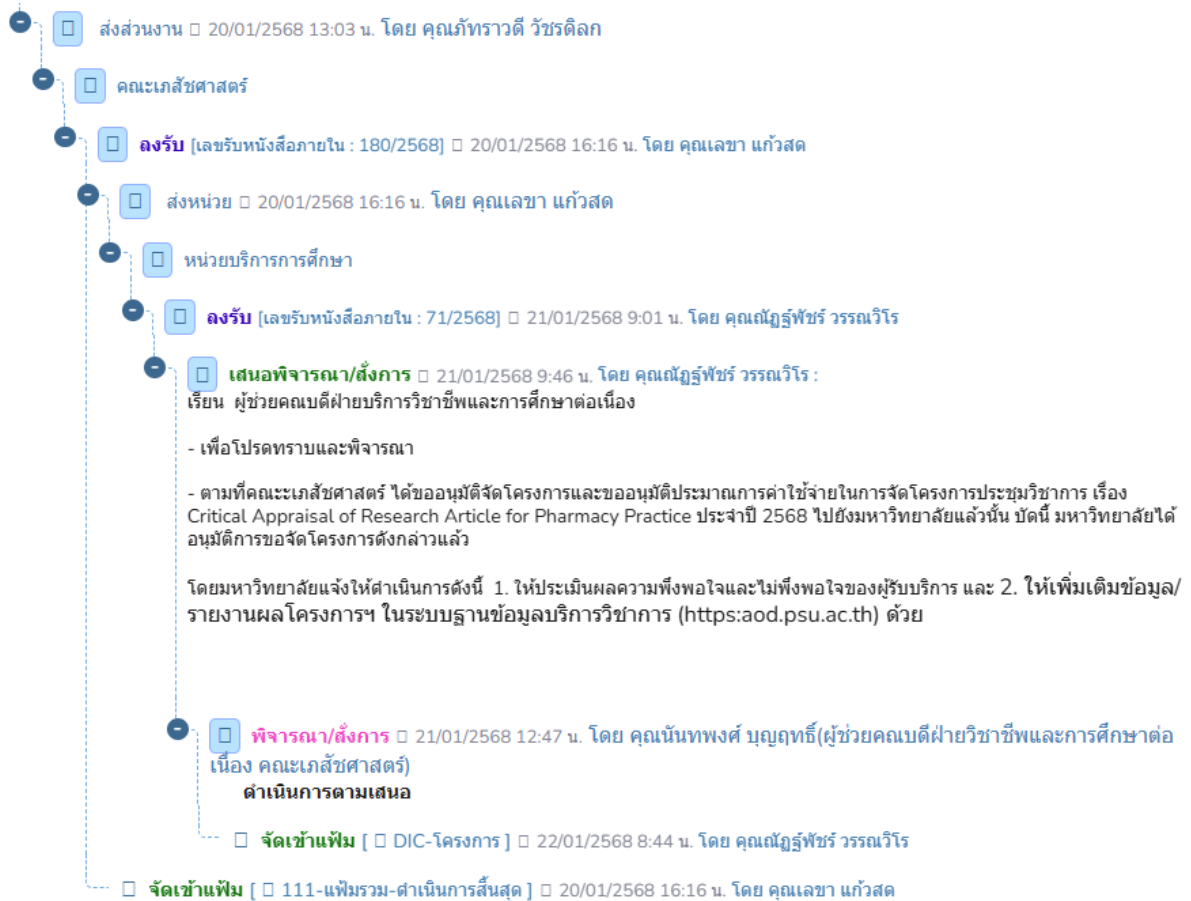 ส่งส่วนงาน 20/01/2568 13:03 น. โดย คุณภัทราวดี วัชรดิลก
คณะเภสัชศาสตร์
ลงรับ [เลขรับหนังสือภายใน : 180/2568] 20/01/2568 16:16 น. โดย คุณเลขา แก้วสด
ส่งหน่วย 20/01/2568 16:16 น. โดย คุณเลขา แก้วสด
หน่วยบริการการศึกษา
ลงรับ [เลขรับหนังสือภายใน : 71/2568] 21/01/2568 9:01 น. โดย คุณณัฏฐ์พัชร์ วรรณวิโร
เสนอพิจารณา/สั่งการ 21/01/2568 9:46 น. โดย คุณณัฏฐ์พัชร์ วรรณวิโร :
เรียน ผู้ช่วยคณบดีฝ่ายบริการวิชาชีพและการศึกษาต่อเนื่อง
- เพื่อโปรดทราบและพิจารณา
- ตามที่คณะะเภสัชศาสตร์ ได้ขออนุมัติจัดโครงการและขออนุมัติประมาณการค่าใช้จ่ายในการจัดโครงการประชุมวิชาการ เรื่อง
Critical Appraisal of Research Article for Pharmacy Practice ประจำปี 2568 ไปยังมหาวิทยาลัยแล้วนั้น บัดนี้ มหาวิทยาลัยได้
อนุมัติการขอจัดโครงการดังกล่าวแล้ว
โดยมหาวิทยาลัยแจ้งให้ดำเนินการดังนี้ 1. ให้ประเมินผลความพึงพอใจและไม่พึงพอใจของผู้รับบริการ และ 2. ให้เพิ่มเติมข้อมูล/
รายงานผลโครงการฯ ในระบบฐานข้อมูลบริการวิชาการ (https:aod.psu.ac.th) ด้วย
พิจารณา/สั่งการ 21/01/2568 12:47 น. โดย คุณนันทพงศ์ บุญฤทธิ์(ผู้ช่วยคณบดีฝ่ายวิชาชีพและการศึกษาต่อ
เนื่อง คณะเภสัชศาสตร์)
ดำเนินการตามเสนอ
จัดเข้าแฟ้ม [ DIC-โครงการ ] 22/01/2568 8:44 น. โดย คุณณัฏฐ์พัชร์ วรรณวิโร
จัดเข้าแฟ้ม [ 111-แฟ้มรวม-ดำเนินการสิ้นสุด ] 20/01/2568 16:16 น. โดย คุณเลขา แก้วสด